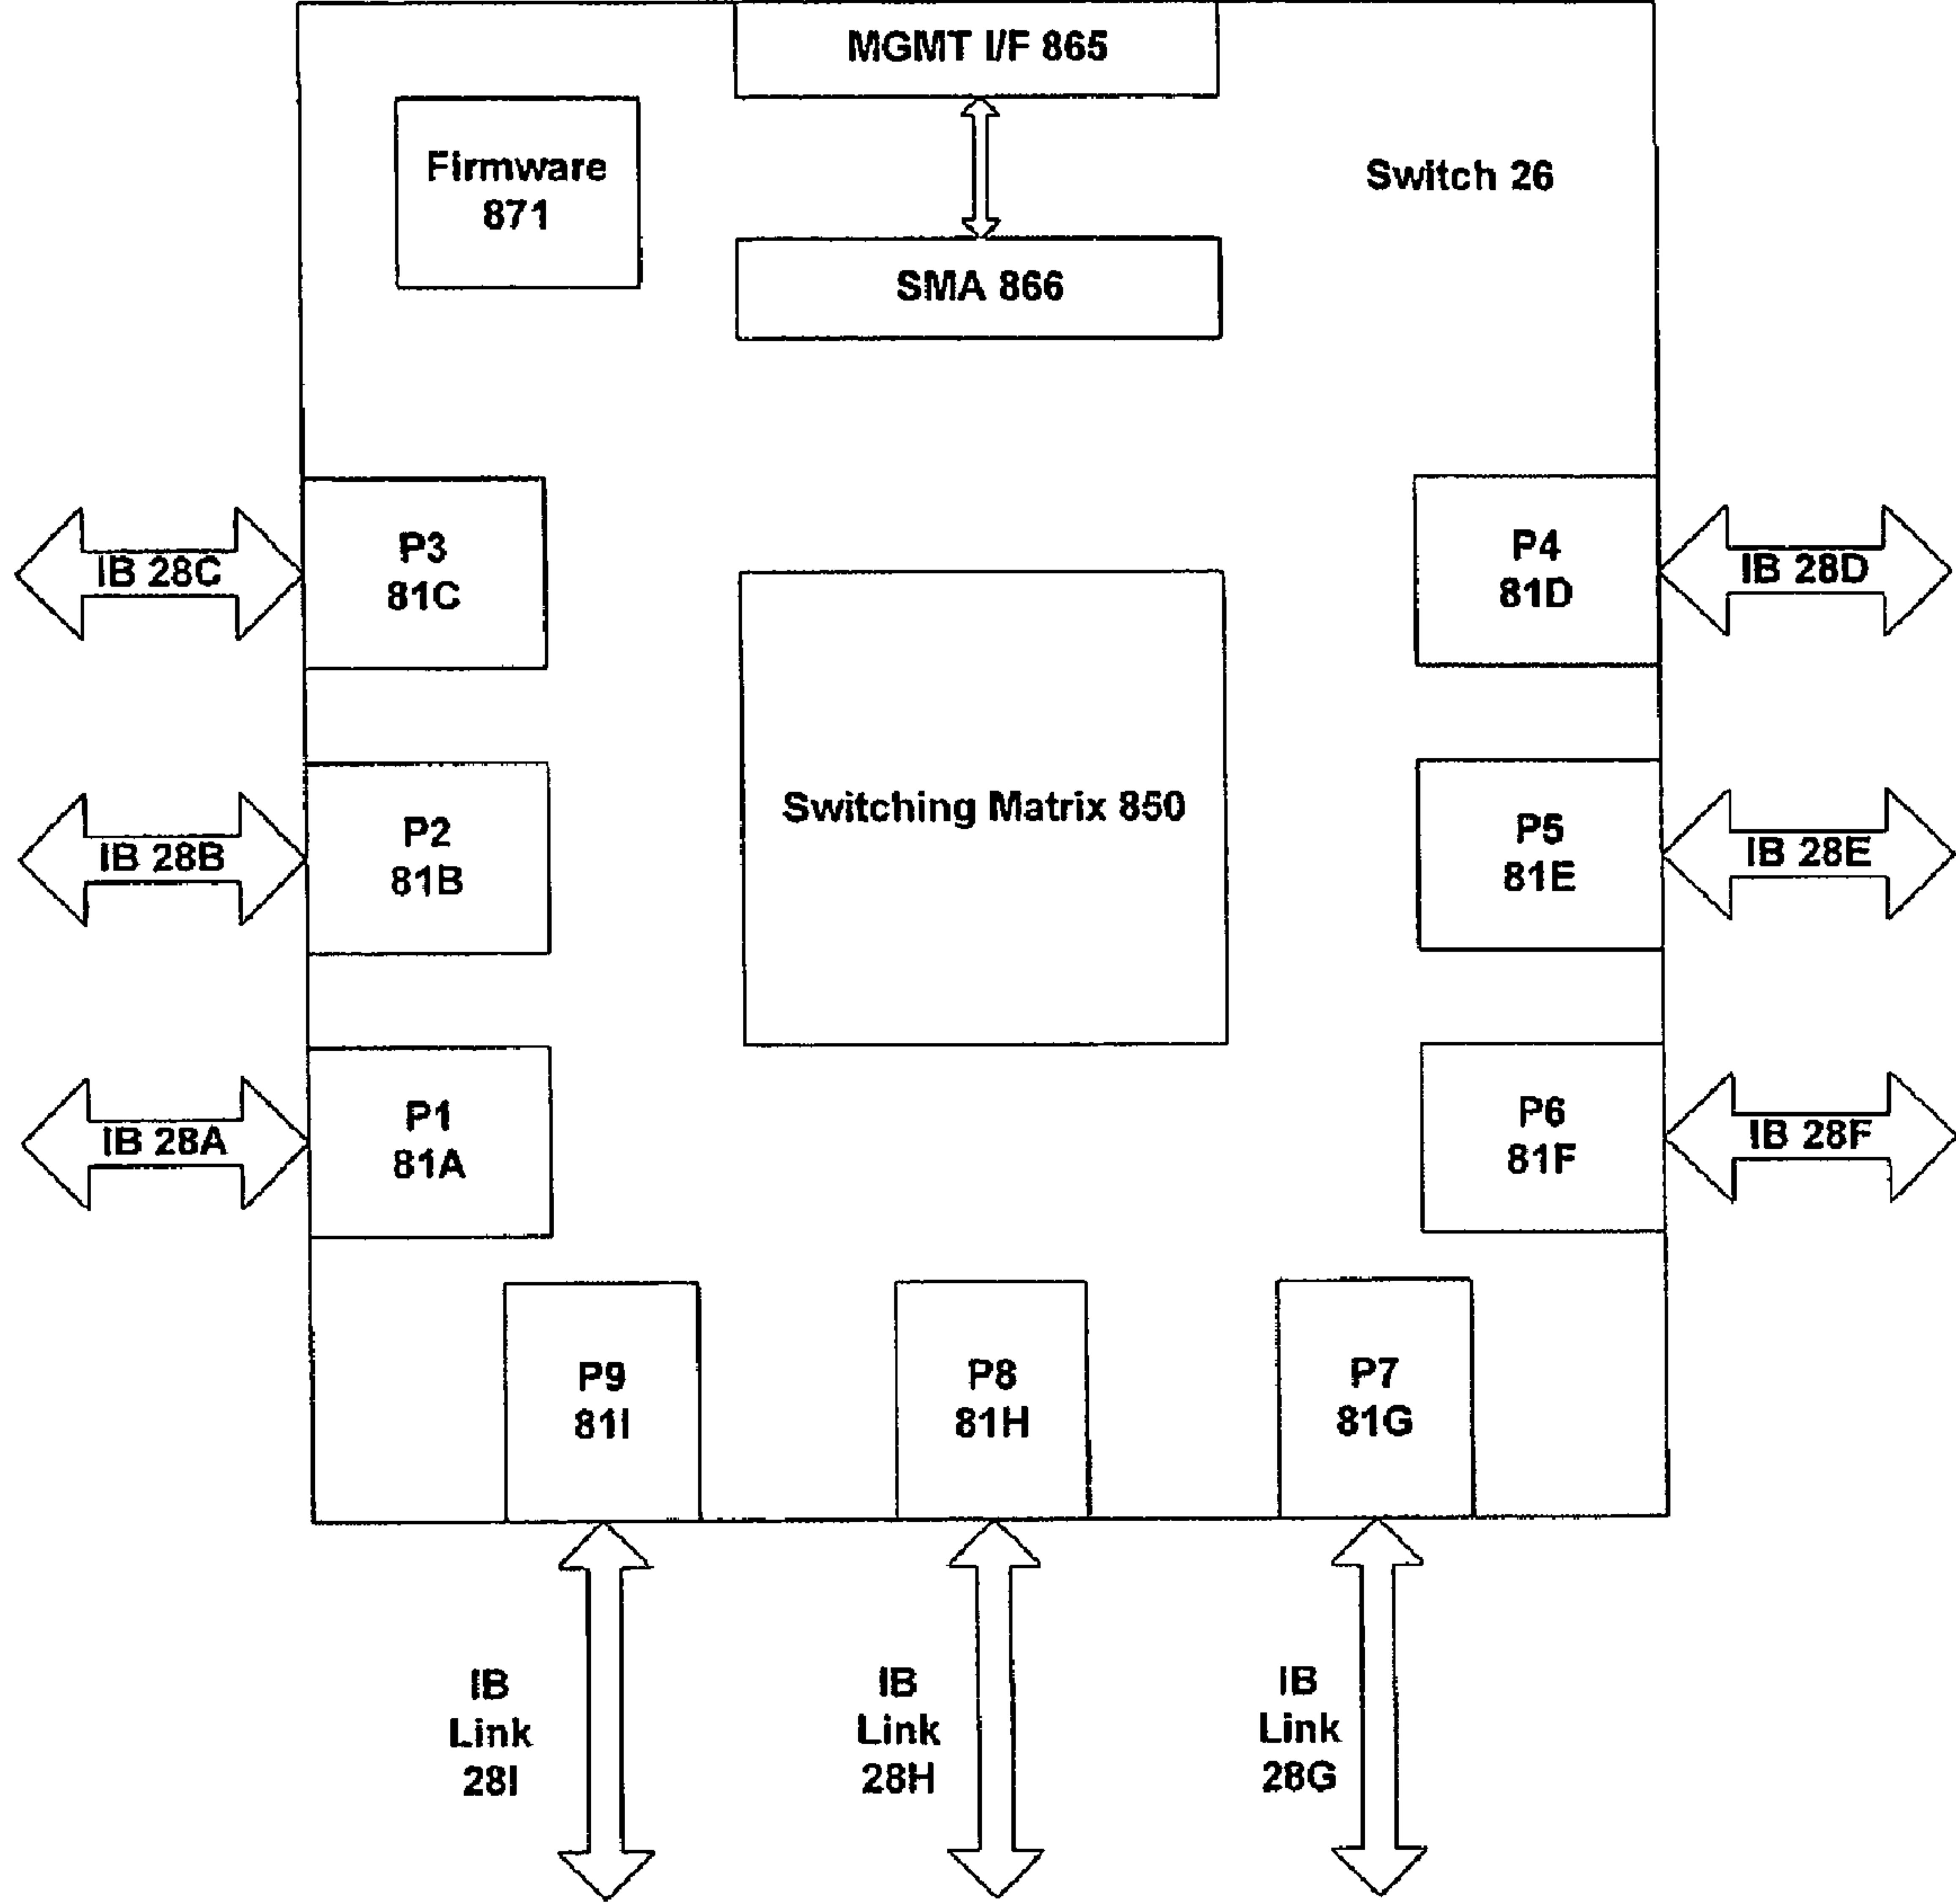 MGMT I/F 865
Firmware
871
Switch 26
SMA 866
P3
81C
IB 28C
P4
81D
IB 28D
Switching Matrix 850
P2
81B
IB 28B
P5
81E
IB 28E
P1
81A
IB 28A
P6
81F
IB 28F
P9
81I
P8
81H
P7
81G
IB
Link
28I
IB
Link
28H
IB
Link
28G